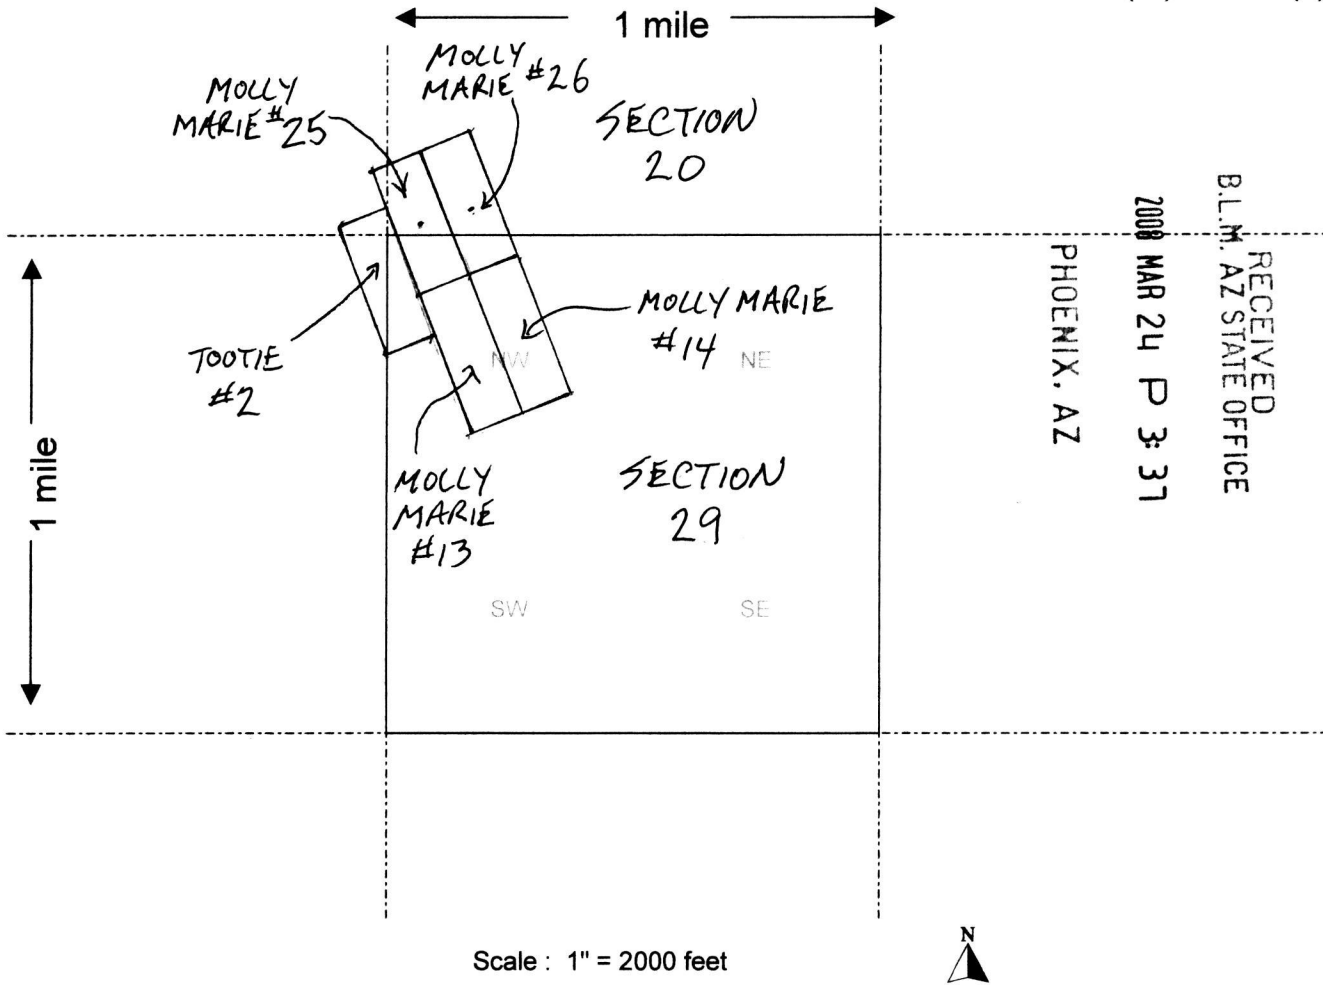 1 mile
MOLLY
MARIE #26
MOLLY
MARIE #25
SECTION
20
MOLLY MARIE
#14
TOOTIE
#2
NW
NE
1 mile
MOLLY
MARIE
#13
SECTION
29
SW
SE
RECEIVED
B.L.M. AZ STATE OFFICE
2008 MAR 24 P 3:37
PHOENIX, AZ
Scale : 1" = 2000 feet
N